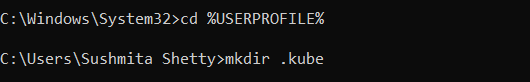 C:\Windows\System32>cd %USERPROFILE%
C:\Users\Sushmita Shetty>mkdir .kube